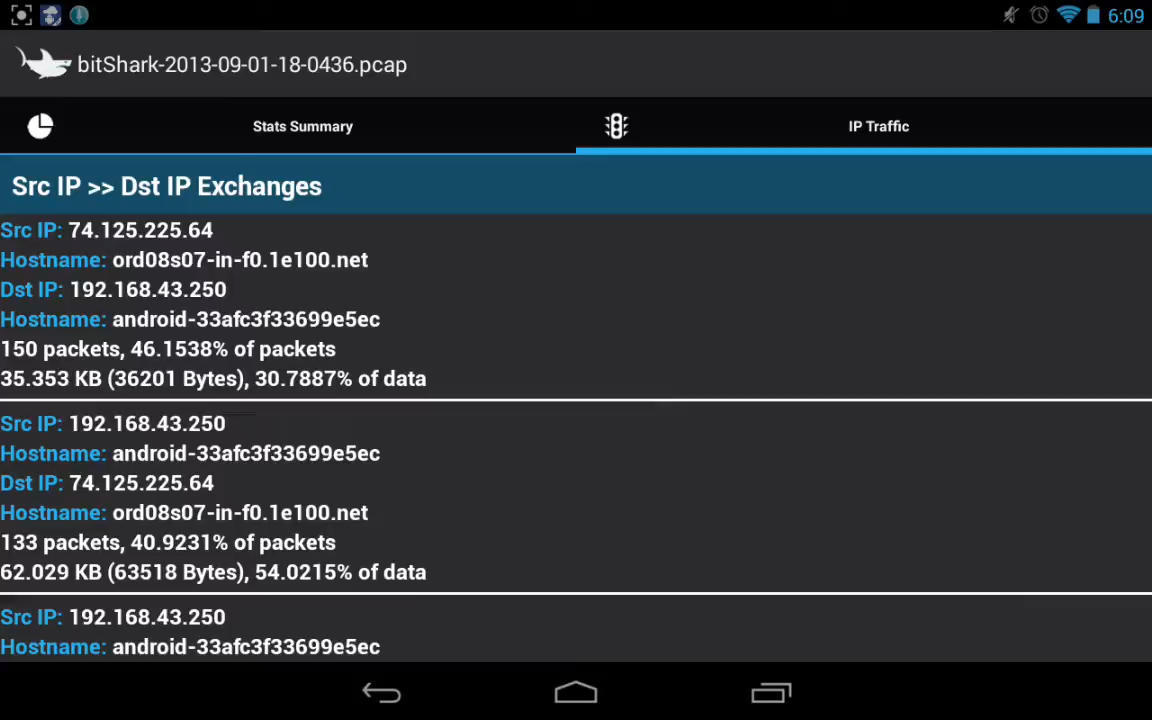 6:09
bitShark-2013-09-01-18-0436.pcap
Stats Summary
IP Traffic
Src IP >> Dst IP Exchanges
Src IP: 74.125.225.64
Hostname: ord08s07-in-f0.1e100.net
Dst IP: 192.168.43.250
Hostname: android-33afc3f33699e5ec
150 packets, 46.1538% of packets
35.353 KB (36201 Bytes), 30.7887% of data
Src IP: 192.168.43.250
Hostname: android-33afc3f33699e5ec
Dst IP: 74.125.225.64
Hostname: ord08s07-in-f0.1e100.net
133 packets, 40.9231% of packets
62.029 KB (63518 Bytes), 54.0215% of data
Src IP: 192.168.43.250
Hostname: android-33afc3f33699e5ec